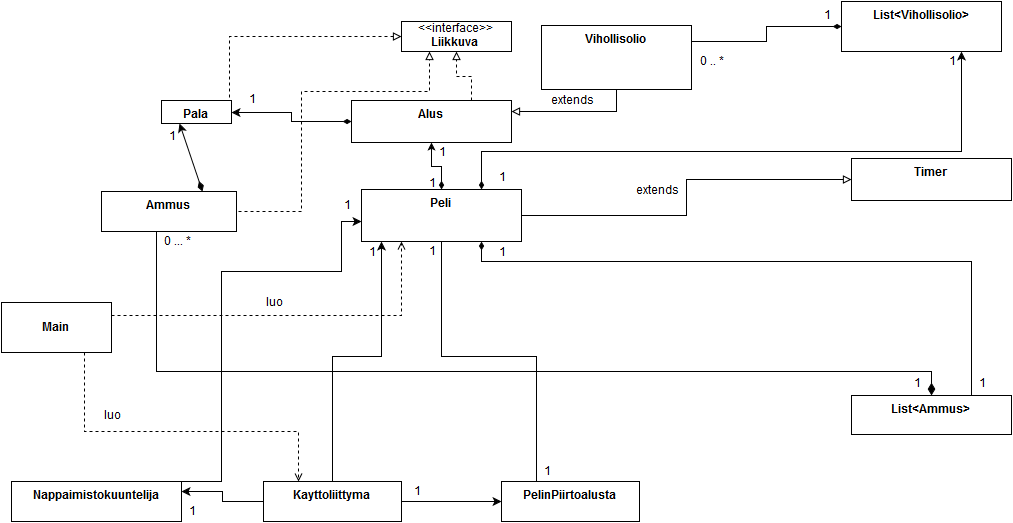 <<interface>>
Liikkuva
Vihollisolio
1
List<Vihollisolio>
0 .. *
1
Pala
1
Alus
extends
1
1
Timer
1
1
extends
Ammus
1
Peli
0 ... *
1
1
1
luo
Main
1
1
List<Ammus>
luo
1
Nappaimistokuuntelija
Kayttoliittyma
1
PelinPiirtoalusta
1